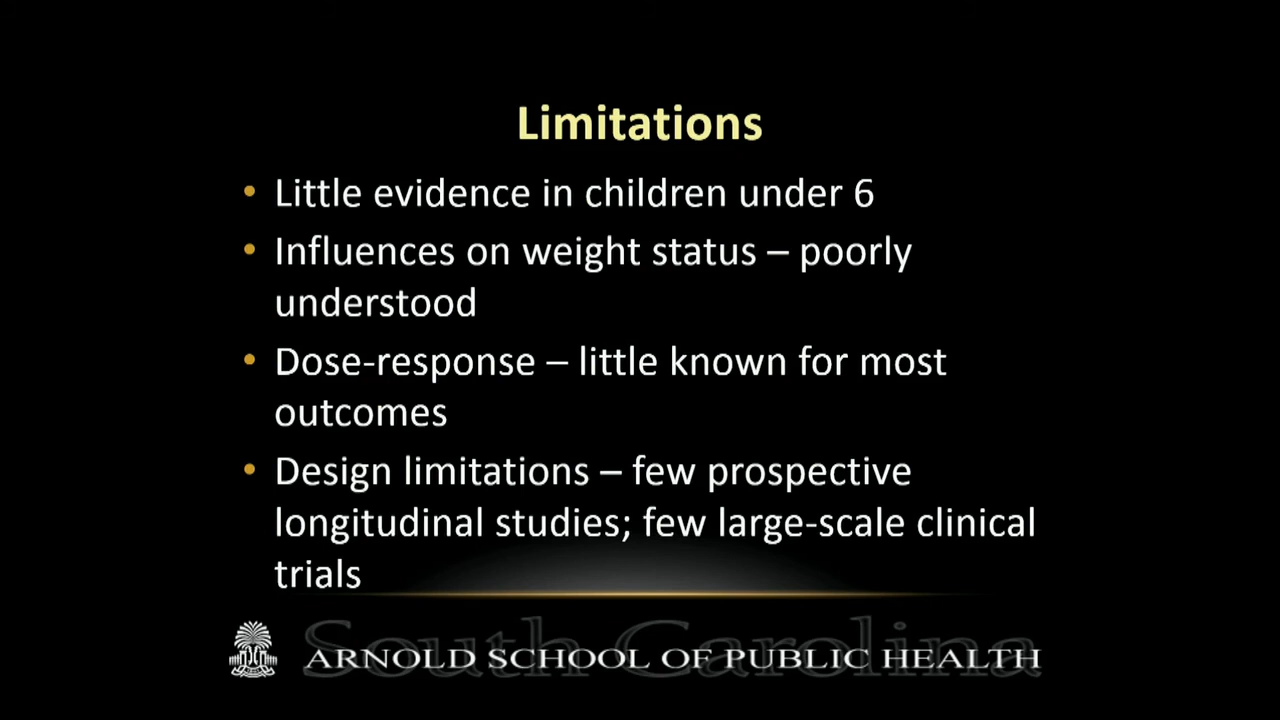 Limitations
• Little evidence in children under 6
• Influences on weight status – poorly
understood
• Dose-response – little known for most
outcomes
• Design limitations – few prospective
longitudinal studies; few large-scale clinical
trials
South Carolina
ARNOLD SCHOOL OF PUBLIC HEALTH